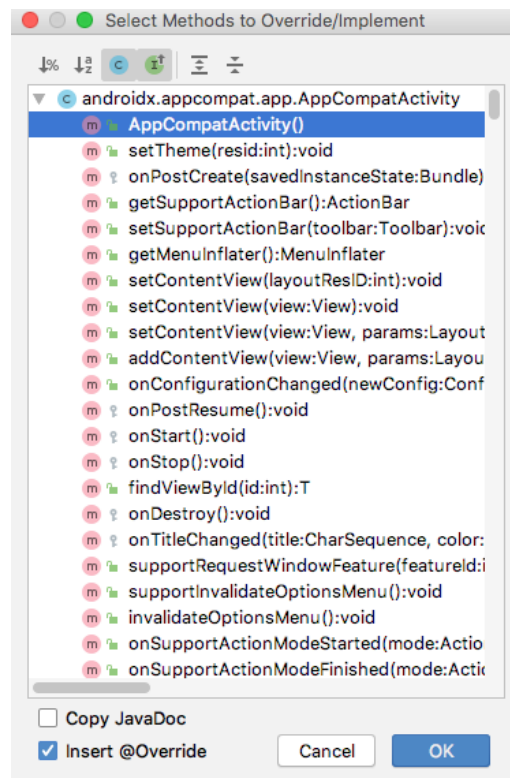 Select Methods to Override/Implement
androidx.appcompat.app.AppCompatActivity
AppCompatActivity()
setTheme(resid:int):void
onPostCreate(savedInstanceState:Bundle)
getSupportActionBar():ActionBar
setSupportActionBar(toolbar:Toolbar):void
getMenuInflater():MenuInflater
setContentView(layoutResID:int):void
setContentView(view:View):void
setContentView(view:View, params:Layout
addContentView(view:View, params:Layou
onConfigurationChanged(newConfig:Conf
onPostResume():void
onStart():void
onStop():void
findViewById(id:int):T
onDestroy():void
onTitleChanged(title:CharSequence, color:
supportRequestWindowFeature(featureId:i
supportInvalidateOptionsMenu():void
invalidateOptionsMenu():void
onSupportActionModeStarted(mode:Actio
onSupportActionModeFinished(mode:Actic
Copy JavaDoc
Insert @Override
Cancel
OK